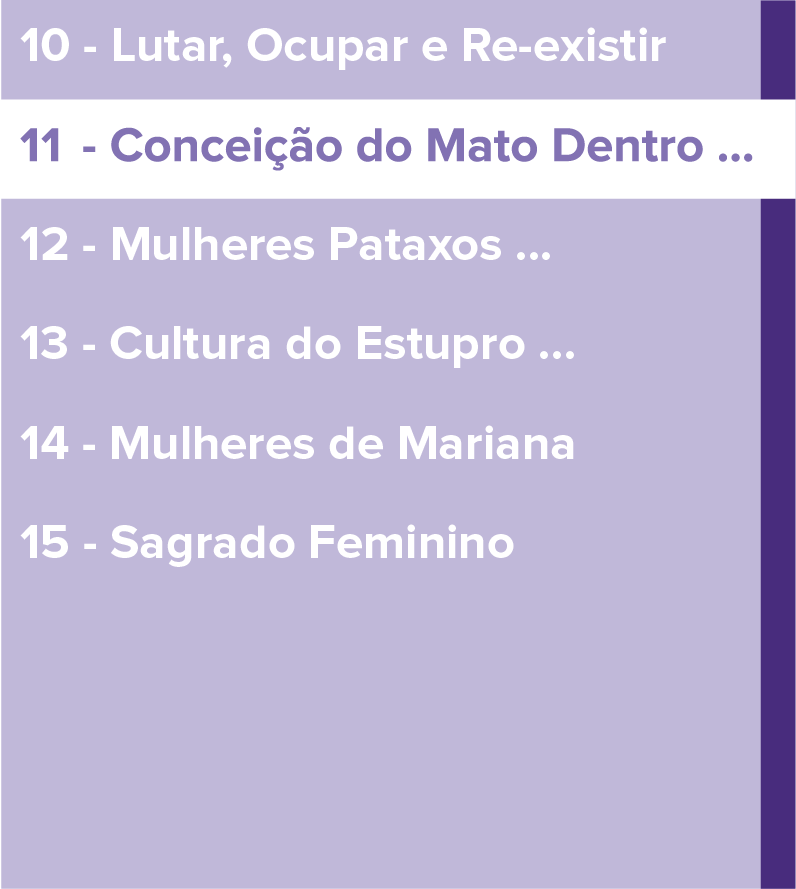 10 - Lutar, Ocupar e Re-existir
11 - Conceição do Mato Dentro ...
12 - Mulheres Pataxos ...
13 - Cultura do Estupro ...
14 - Mulheres de Mariana
15 - Sagrado Feminino